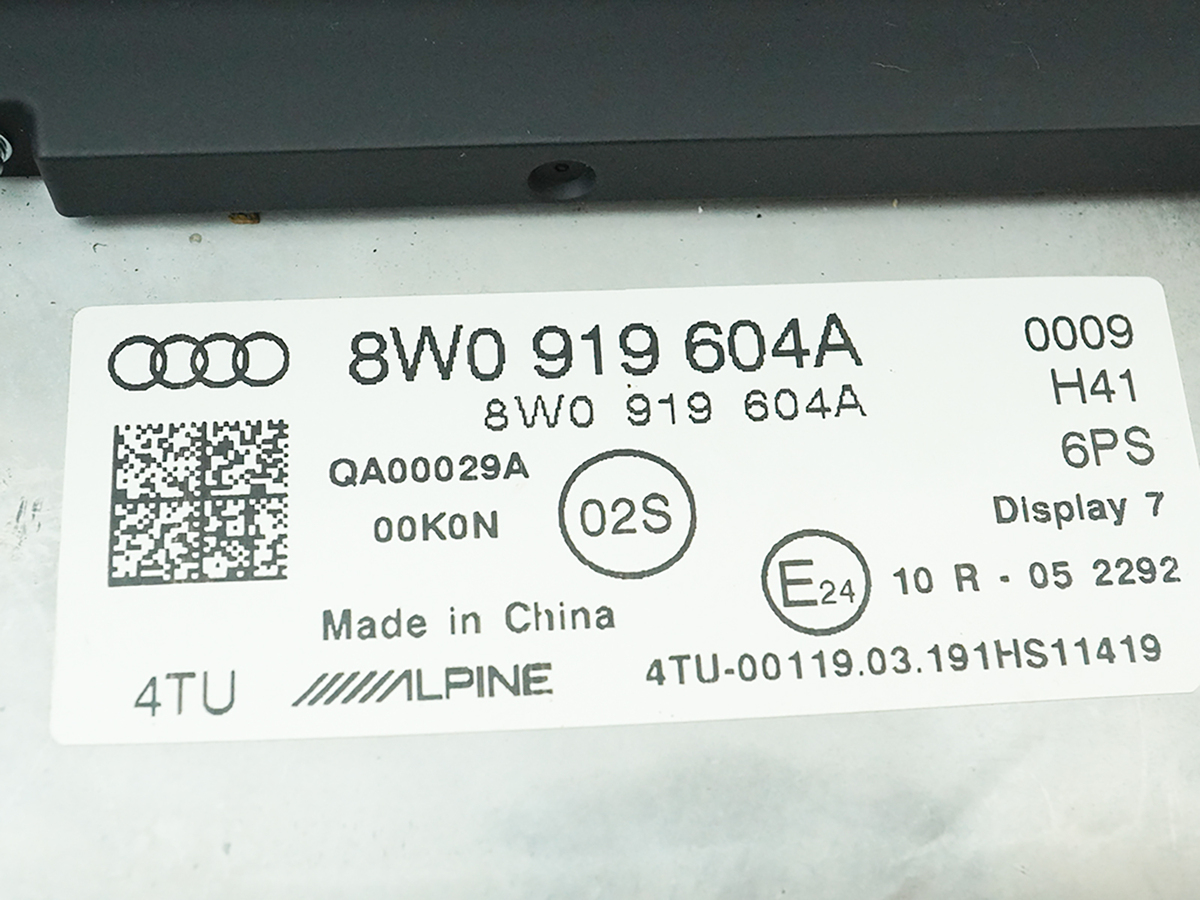 8W0 919 604A 0009
8W0 919 604A H41
QA00029A 6PS
00K0N 02S Display 7
E24 10 R - 05 2292
Made in China
4TU ALPINE 4TU-00119.03.191HS11419